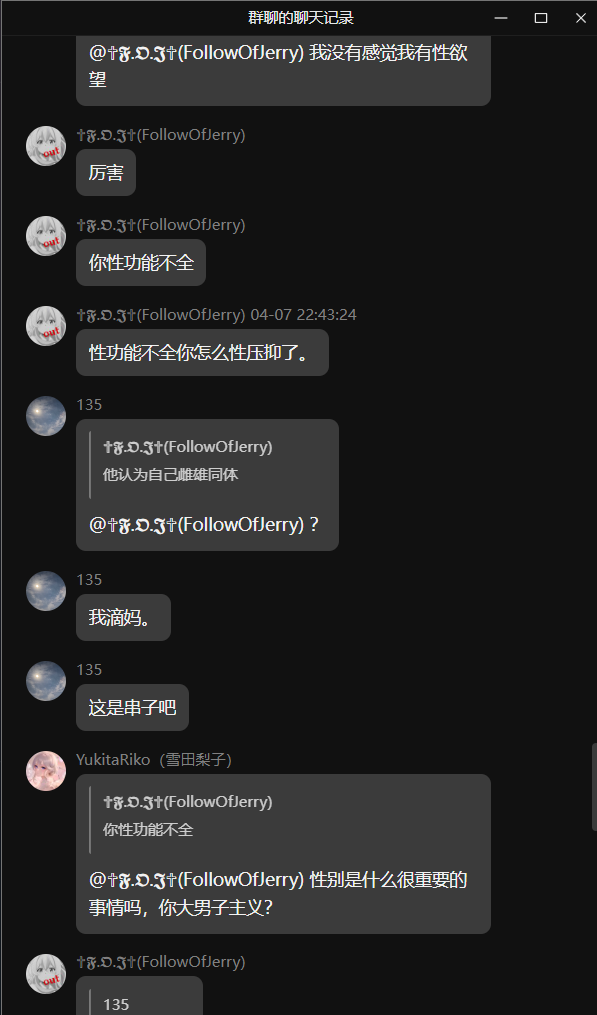 群聊的聊天记录
@✝𝕱.𝕺.𝕴✝(FollowOfJerry) 我没有感觉我有性欲
望
✝𝕱.𝕺.𝕴✝(FollowOfJerry)
厉害
✝𝕱.𝕺.𝕴✝(FollowOfJerry)
你性功能不全
✝𝕱.𝕺.𝕴✝(FollowOfJerry) 04-07 22:43:24
性功能不全你怎么性压抑了。
135
✝𝕱.𝕺.𝕴✝(FollowOfJerry)
他认为自己雌雄同体
@✝𝕱.𝕺.𝕴✝(FollowOfJerry) ？
135
我滴妈。
135
这是串子吧
YukitaRiko（雪田梨子）
✝𝕱.𝕺.𝕴✝(FollowOfJerry)
你性功能不全
@✝𝕱.𝕺.𝕴✝(FollowOfJerry) 性别是什么很重要的
事情吗，你大男子主义？
✝𝕱.𝕺.𝕴✝(FollowOfJerry)
135
out
out
out
out